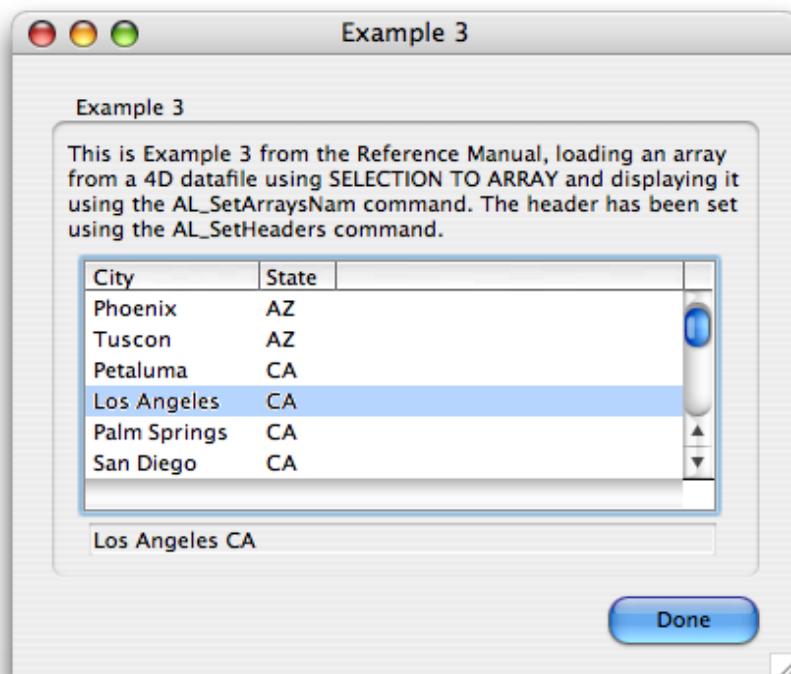 Example 3
Example 3
This is Example 3 from the Reference Manual, loading an array
from a 4D datafile using SELECTION TO ARRAY and displaying it
using the AL_SetArraysNam command. The header has been set
using the AL_SetHeaders command.
City State
Phoenix AZ
Tuscon AZ
Petaluma CA
Los Angeles CA
Palm Springs CA
San Diego CA
Los Angeles CA
Done